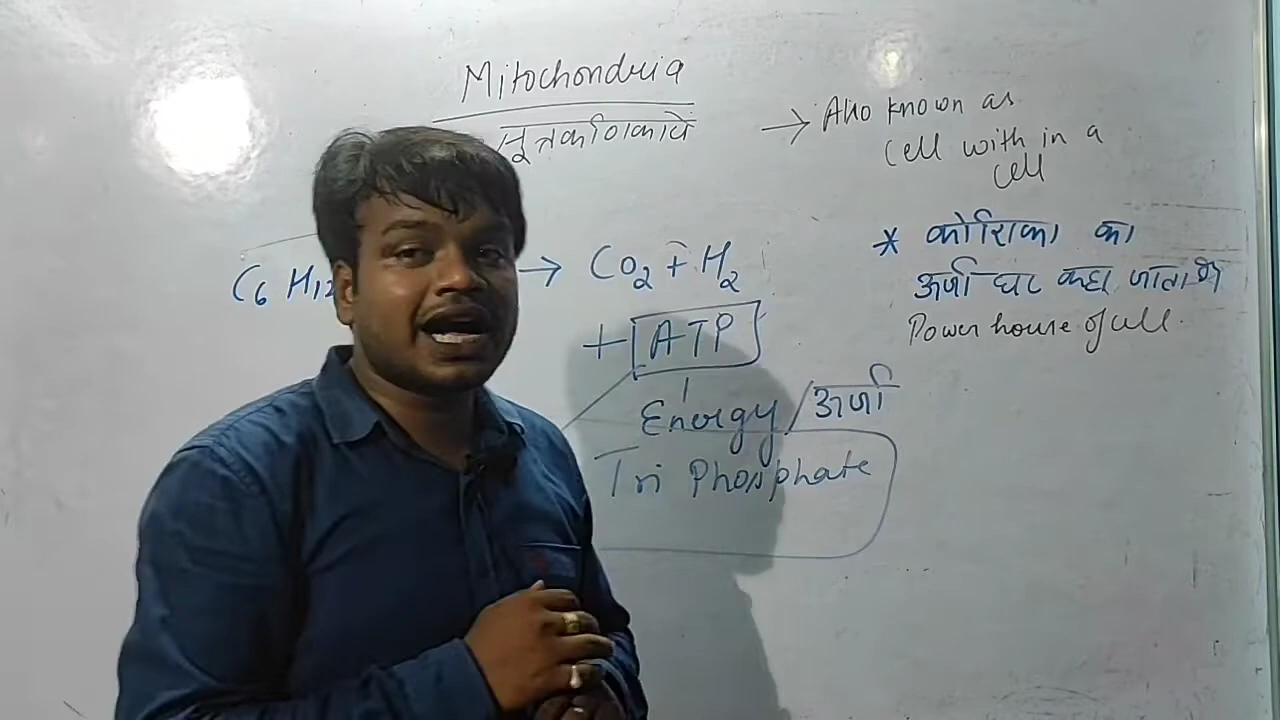 Mitochondria
सूत्रकणिकाये
→ Also known as
cell with in a
cell
* कोशिका का
ऊर्जा घर कहा जाता है
Power house of cell.
C6 H12 → CO2 + H2
+ ATP
Energy/ऊर्जा
Tri Phosphate